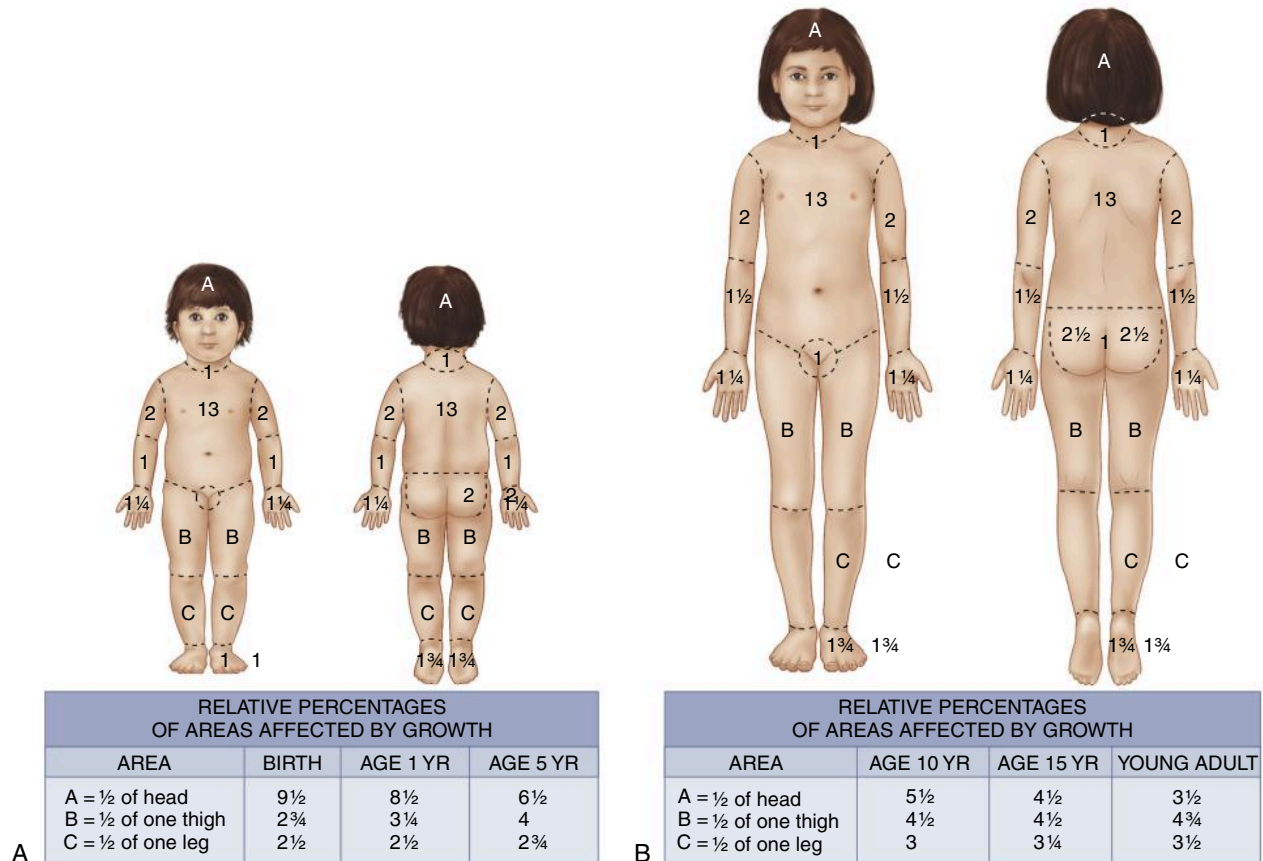 A
A
1
1
2
13
2
2
13
2
1
1
1
1
1¼
1¼
1¼
2
2
1¼
B
B
B
B
C
C
C
C
1
1
1¾
1¾
RELATIVE PERCENTAGES
OF AREAS AFFECTED BY GROWTH
AREA BIRTH AGE 1 YR AGE 5 YR
A = ½ of head 9½ 8½ 6½
B = ½ of one thigh 2¾ 3¼ 4
C = ½ of one leg 2½ 2½ 2¾
A
A
A
1
1
13
13
2
2
2
2
1½
1½
1½
1½
2½
1
2½
1
1¼
1¼
1¼
1¼
B
B
B
B
C
C
C
C
1¾
1¾
1¾
1¾
RELATIVE PERCENTAGES
OF AREAS AFFECTED BY GROWTH
AREA AGE 10 YR AGE 15 YR YOUNG ADULT
A = ½ of head 5½ 4½ 3½
B = ½ of one thigh 4½ 4½ 4¾
C = ½ of one leg 3 3¼ 3½
B